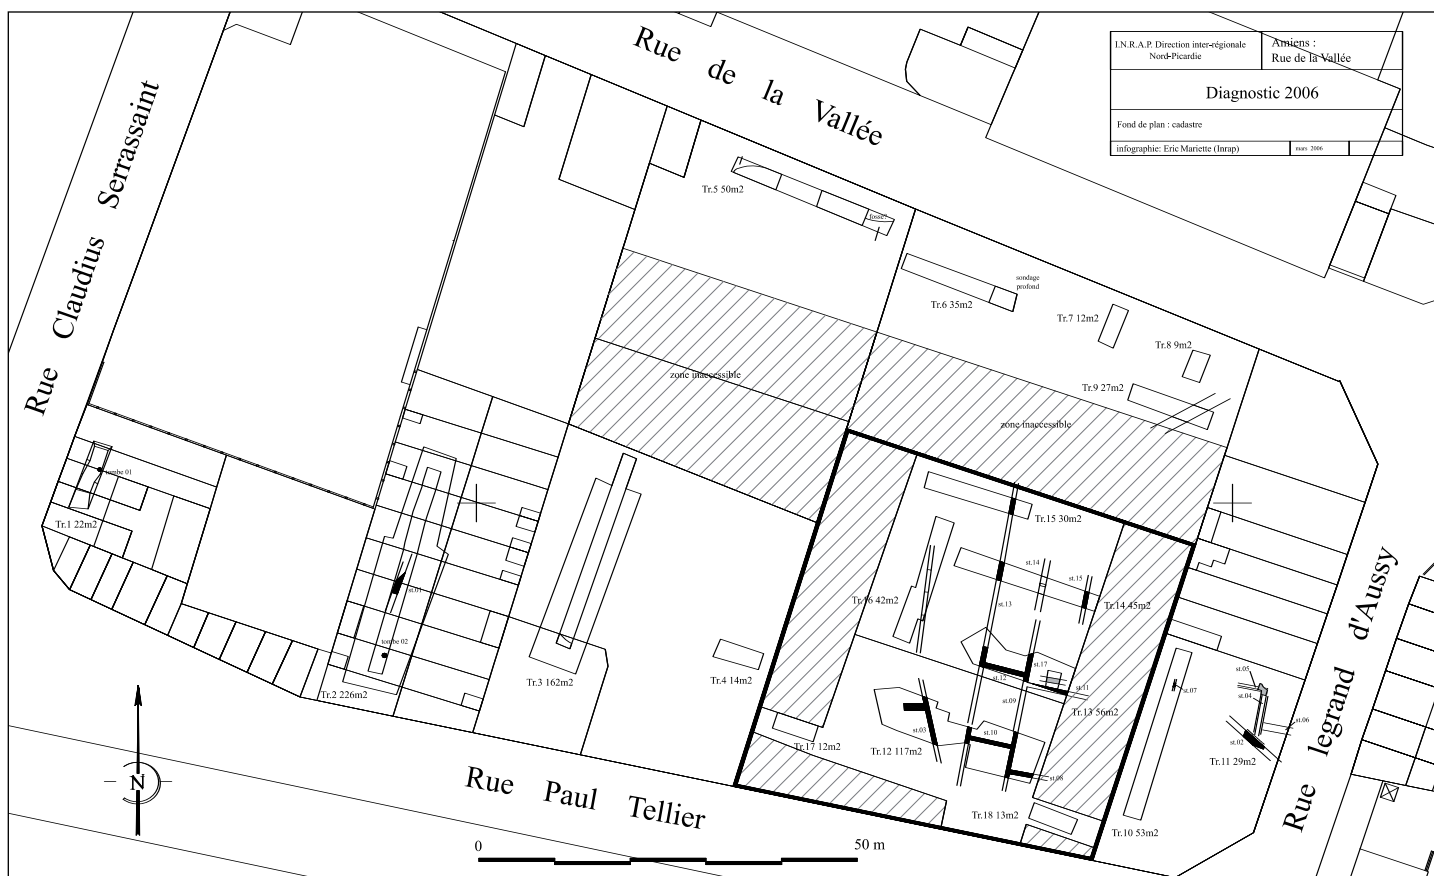 Rue de la Vallée
I.N.R.A.P. Direction inter-régionale
Nord-Picardie
Amiens :
Rue de la Vallée
Diagnostic 2006
Fond de plan : cadastre
infographie: Eric Mariette (Inrap)
mars 2006
Rue Claudius Serrassaint
Tr.5 50m2
fosse?
Tr.6 35m2
sondage
profond
Tr.7 12m2
Tr.8 9m2
Tr.9 27m2
zone inaccessible
zone inaccessible
tombe 01
Tr.1 22m2
st.01
tombe 02
Tr.2 226m2
Tr.3 162m2
Tr.4 14m2
Tr.15 30m2
st.14
st.15
Tr.16 42m2
st.13
Tr.14 45m2
st.17
st.12
st.11
st.09
Tr.13 56m2
st.03
st.10
Tr.17 12m2
Tr.12 117m2
st.08
Tr.18 13m2
Tr.10 53m2
st.07
st.05
st.04
st.06
st.02
Tr.11 29m2
Rue legrand d'Aussy
Rue Paul Tellier
N
0
50 m